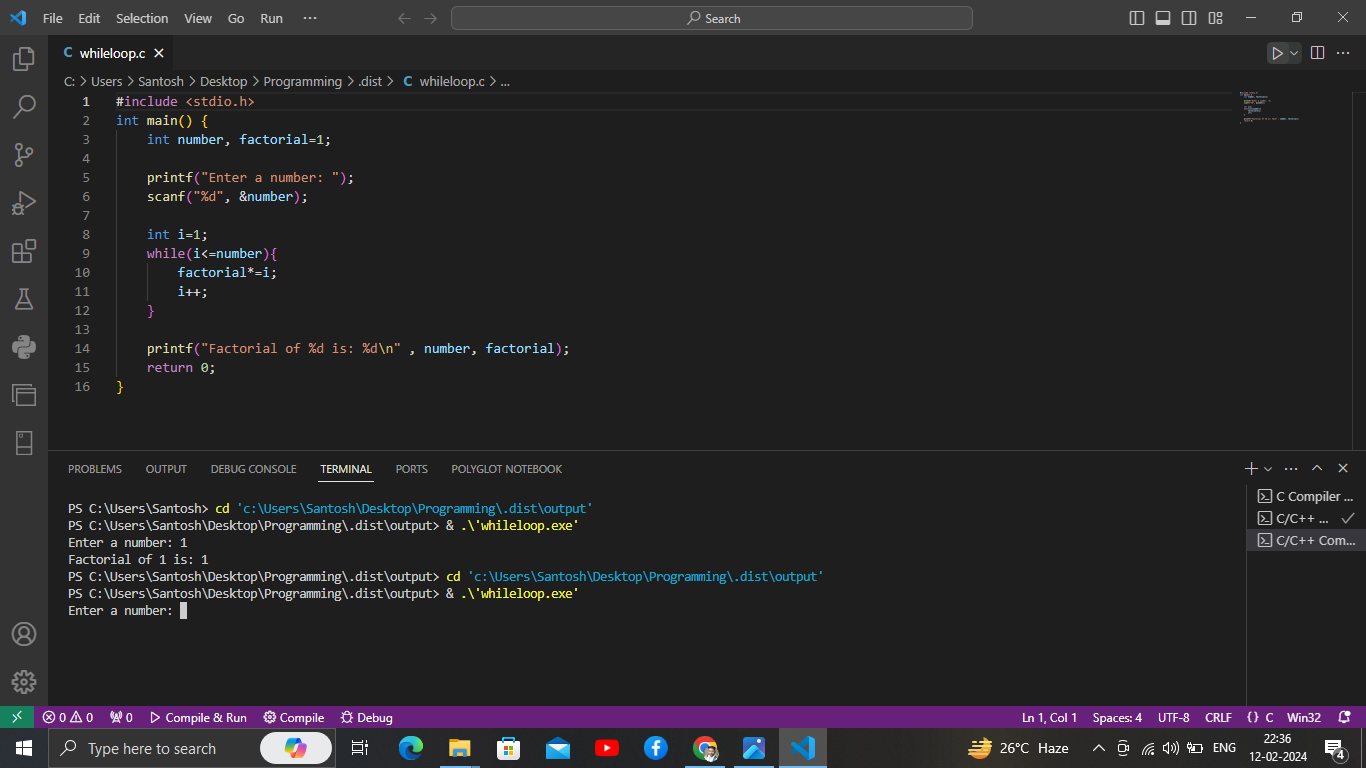 File Edit Selection View Go Run ··· Search
C whileloop.c
C: > Users > Santosh > Desktop > Programming > .dist > C whileloop.c > ...
1 #include <stdio.h>
2 int main() {
3 int number, factorial=1;
4
5 printf("Enter a number: ");
6 scanf("%d", &number);
7
8 int i=1;
9 while(i<=number){
10 factorial*=i;
11 i++;
12 }
13
14 printf("Factorial of %d is: %d\n" , number, factorial);
15 return 0;
16 }
PROBLEMS OUTPUT DEBUG CONSOLE TERMINAL PORTS POLYGLOT NOTEBOOK
PS C:\Users\Santosh> cd 'c:\Users\Santosh\Desktop\Programming\.dist\output'
PS C:\Users\Santosh\Desktop\Programming\.dist\output> & .\'whileloop.exe'
Enter a number: 1
Factorial of 1 is: 1
PS C:\Users\Santosh\Desktop\Programming\.dist\output> cd 'c:\Users\Santosh\Desktop\Programming\.dist\output'
PS C:\Users\Santosh\Desktop\Programming\.dist\output> & .\'whileloop.exe'
Enter a number:
C Compiler ...
C/C++ ...
C/C++ Com...
0 0 0 Compile & Run Compile Debug Ln 1, Col 1 Spaces: 4 UTF-8 CRLF {} C Win32
Type here to search 26°C Haze ENG 22:36
12-02-2024 4